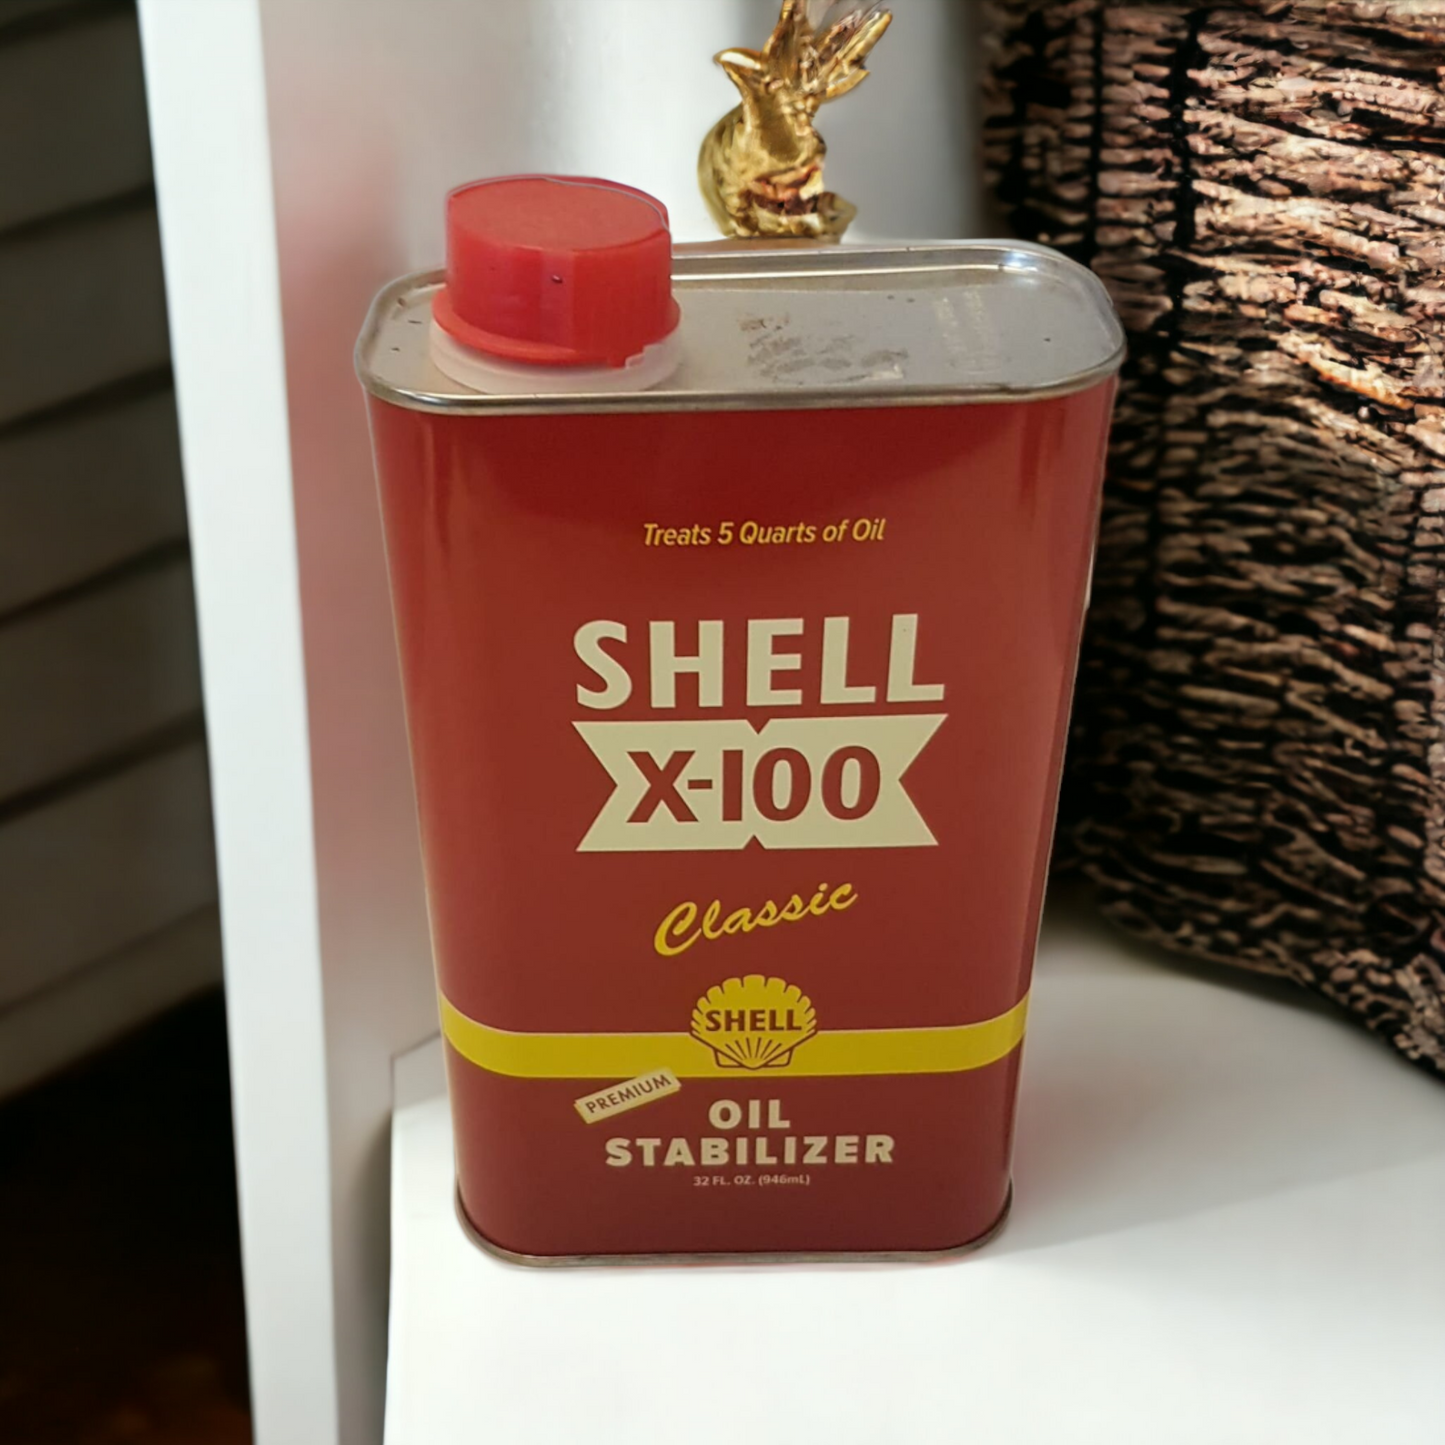 Treats 5 Quarts of Oil
SHELL
X-100
Classic
SHELL
PREMIUM
OIL
STABILIZER
32 FL. OZ. (946mL)